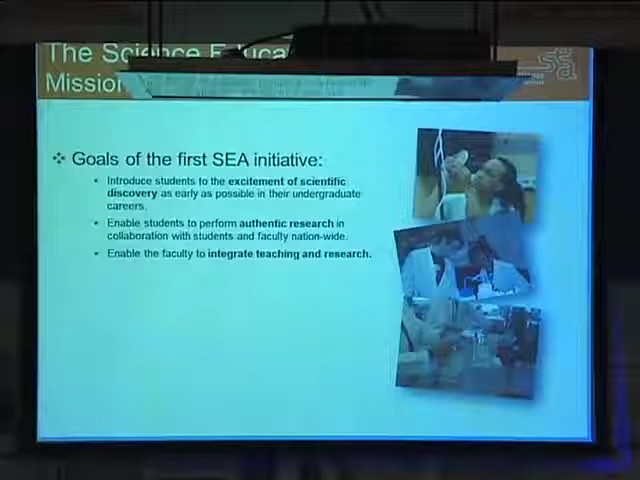 The Science Educa
Mission
sea
❖ Goals of the first SEA initiative:
• Introduce students to the excitement of scientific
discovery as early as possible in their undergraduate
careers.
• Enable students to perform authentic research in
collaboration with students and faculty nation-wide.
• Enable the faculty to integrate teaching and research.